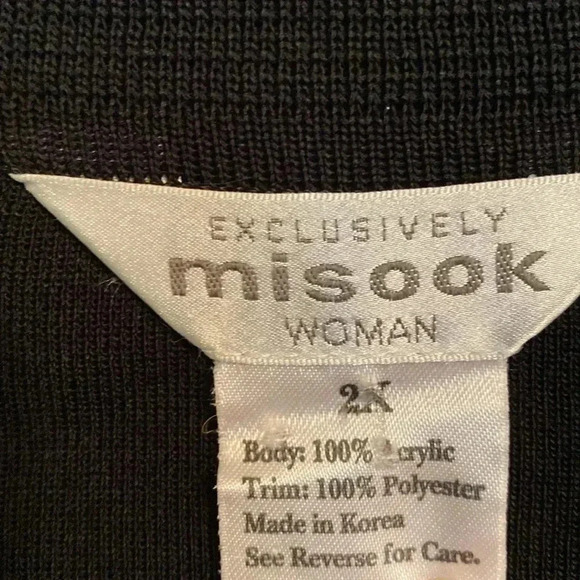 EXCLUSIVELY
misook
WOMAN
2X
Body: 100% Acrylic
Trim: 100% Polyester
Made in Korea
See Reverse for Care.